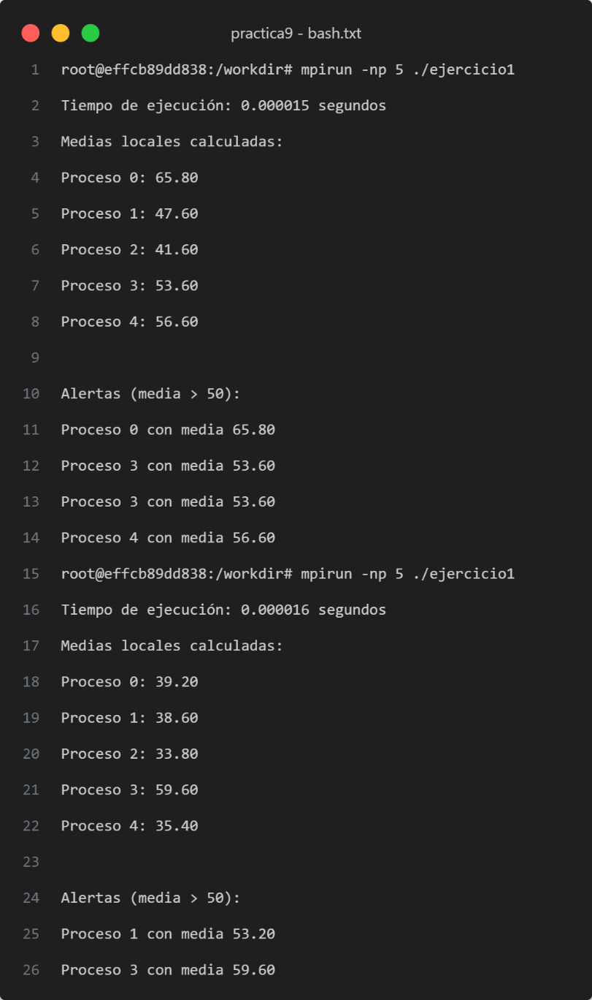 practica9 - bash.txt
1 root@effcb89dd838:/workdir# mpirun -np 5 ./ejercicio1
2 Tiempo de ejecución: 0.000015 segundos
3 Medias locales calculadas:
4 Proceso 0: 65.80
5 Proceso 1: 47.60
6 Proceso 2: 41.60
7 Proceso 3: 53.60
8 Proceso 4: 56.60
9
10 Alertas (media > 50):
11 Proceso 0 con media 65.80
12 Proceso 3 con media 53.60
13 Proceso 3 con media 53.60
14 Proceso 4 con media 56.60
15 root@effcb89dd838:/workdir# mpirun -np 5 ./ejercicio1
16 Tiempo de ejecución: 0.000016 segundos
17 Medias locales calculadas:
18 Proceso 0: 39.20
19 Proceso 1: 38.60
20 Proceso 2: 33.80
21 Proceso 3: 59.60
22 Proceso 4: 35.40
23
24 Alertas (media > 50):
25 Proceso 1 con media 53.20
26 Proceso 3 con media 59.60